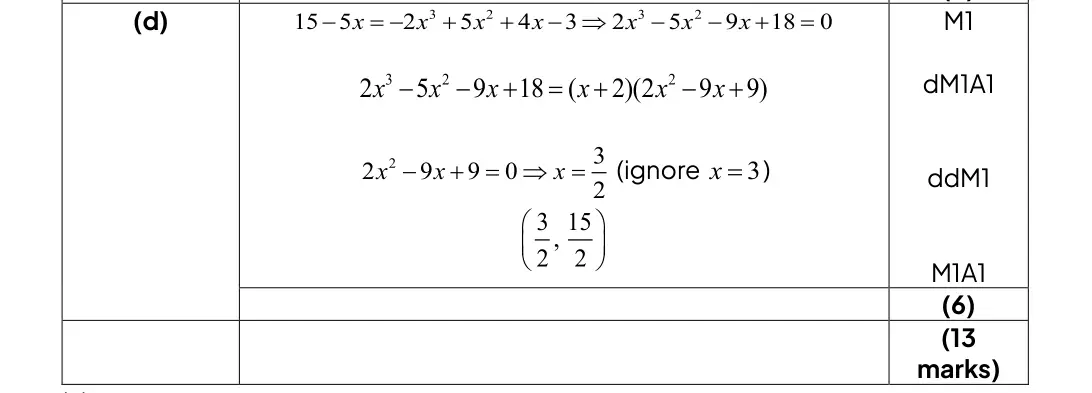 (d)
15 − 5x = −2x³ + 5x² + 4x − 3 ⇒ 2x³ − 5x² − 9x + 18 = 0
M1
2x³ − 5x² − 9x + 18 = (x + 2)(2x² − 9x + 9)
dM1A1
2x² − 9x + 9 = 0 ⇒ x = 3/2 (ignore x = 3)
ddM1
(3/2, 15/2)
M1A1
(6)
(13
marks)